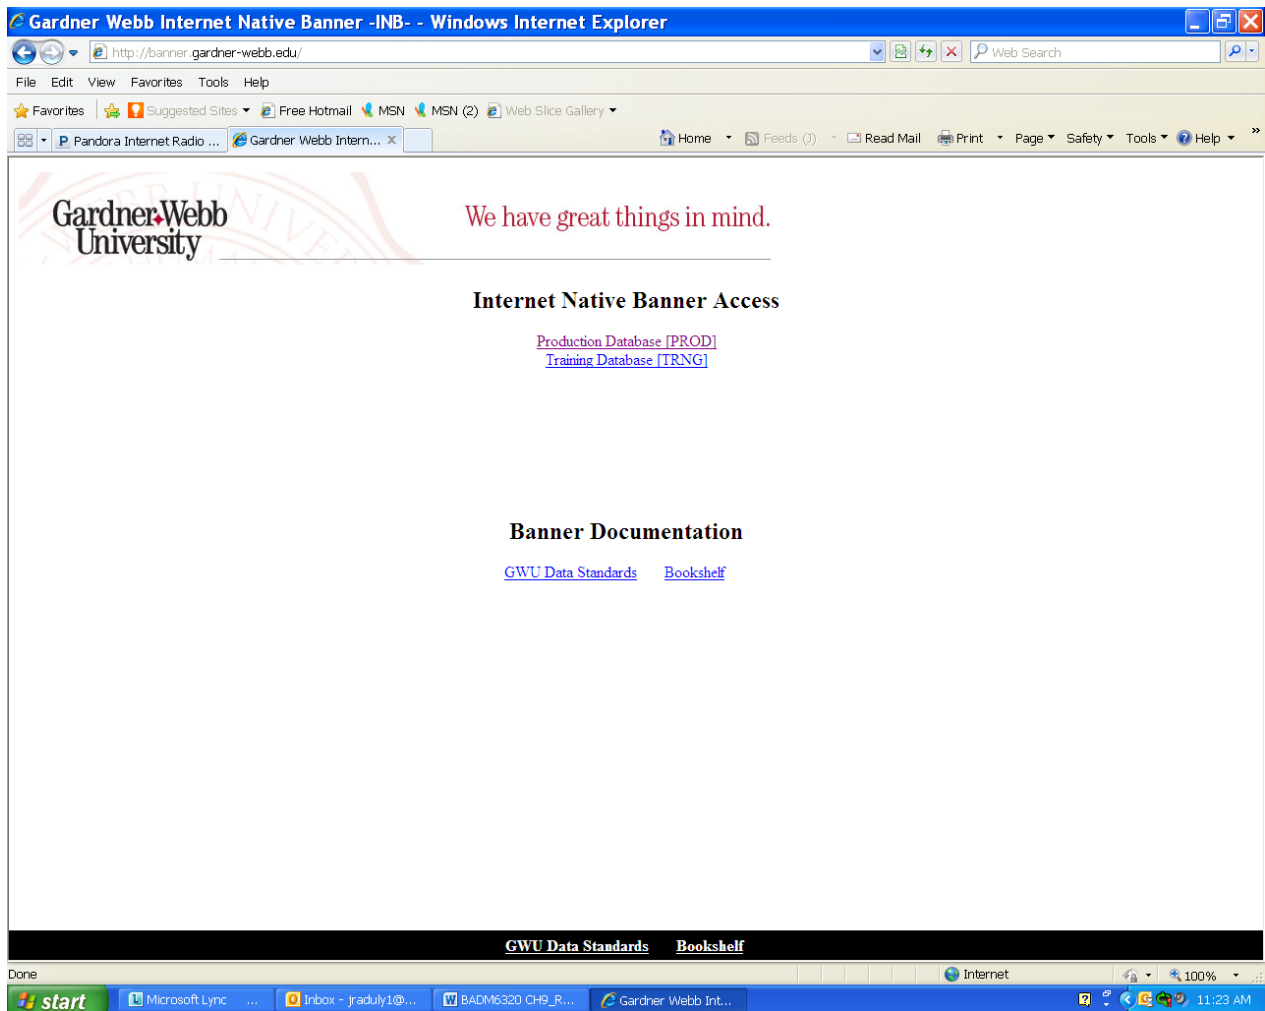 Gardner Webb Internet Native Banner -INB- - Windows Internet Explorer
http://banner.gardner-webb.edu/
Web Search
File Edit View Favorites Tools Help
Favorites Suggested Sites Free Hotmail MSN MSN (2) Web Slice Gallery
P Pandora Internet Radio ... Gardner Webb Intern... X Home Feeds (J) Read Mail Print Page Safety Tools Help »
Gardner Webb
University
We have great things in mind.
Internet Native Banner Access
Production Database [PROD]
Training Database [TRNG]
Banner Documentation
GWU Data Standards Bookshelf
GWU Data Standards Bookshelf
Done Internet 100%
start Microsoft Lync ... Inbox - jraduly1@... BADM6320 CH9_R... Gardner Webb Int... 11:23 AM